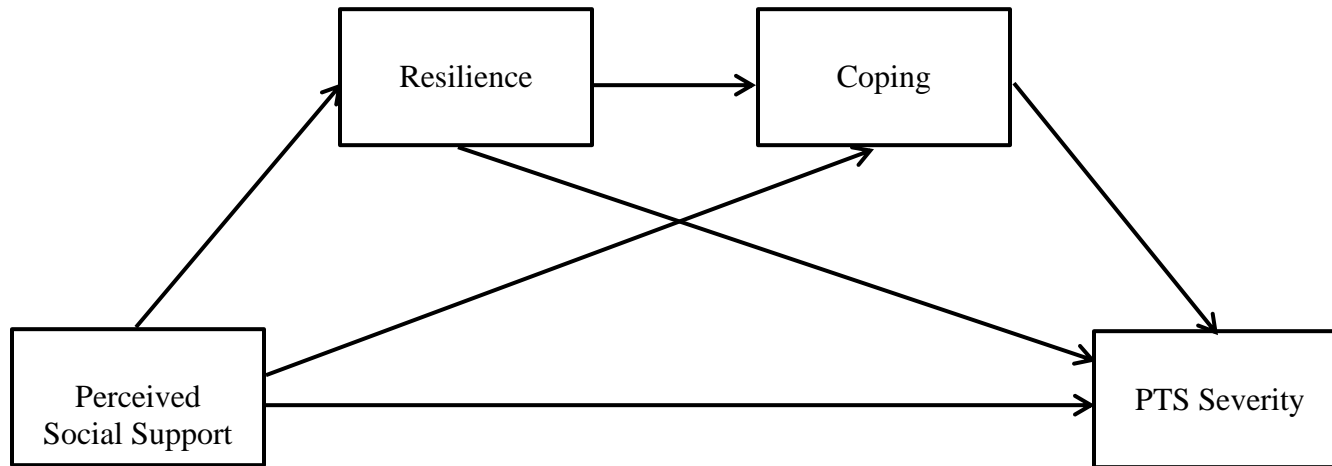 Resilience
Coping
Perceived
Social Support
PTS Severity